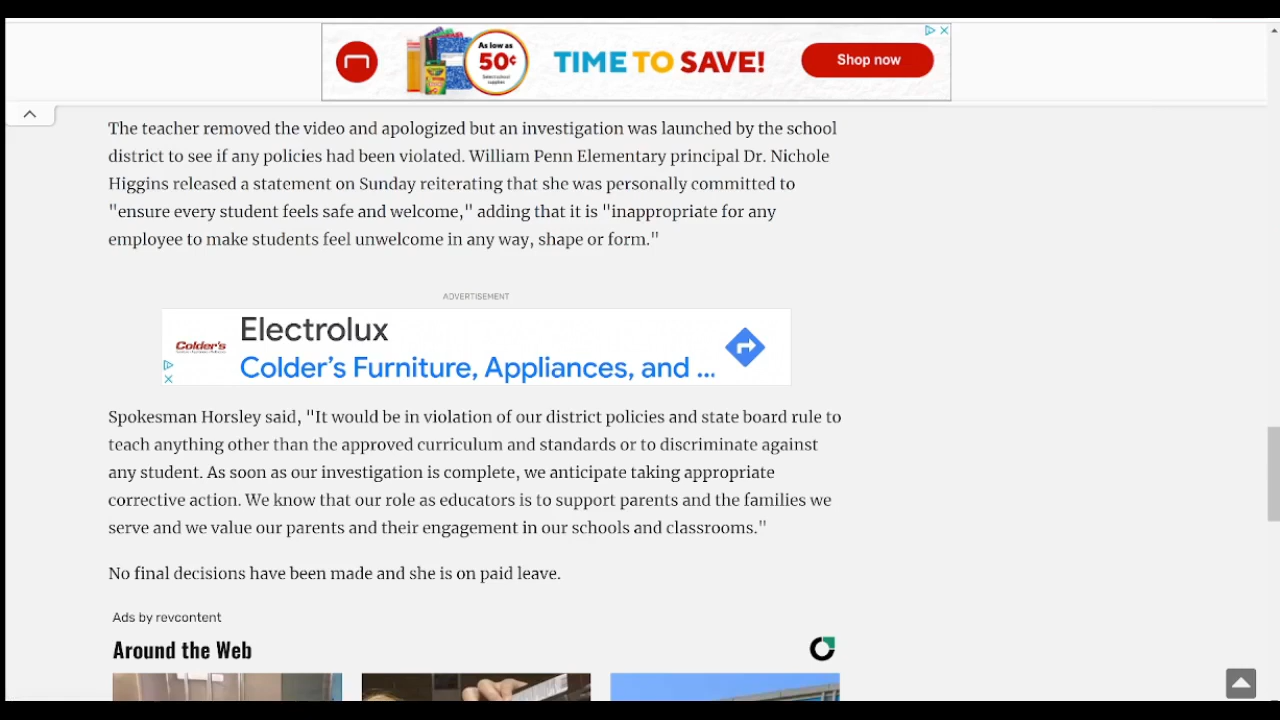 As low as
50¢
Select school
supplies
TIME TO SAVE!
Shop now
The teacher removed the video and apologized but an investigation was launched by the school
district to see if any policies had been violated. William Penn Elementary principal Dr. Nichole
Higgins released a statement on Sunday reiterating that she was personally committed to
"ensure every student feels safe and welcome," adding that it is "inappropriate for any
employee to make students feel unwelcome in any way, shape or form."
ADVERTISEMENT
Colder's
Electrolux
Colder's Furniture, Appliances, and ...
Spokesman Horsley said, "It would be in violation of our district policies and state board rule to
teach anything other than the approved curriculum and standards or to discriminate against
any student. As soon as our investigation is complete, we anticipate taking appropriate
corrective action. We know that our role as educators is to support parents and the families we
serve and we value our parents and their engagement in our schools and classrooms."
No final decisions have been made and she is on paid leave.
Ads by revcontent
Around the Web